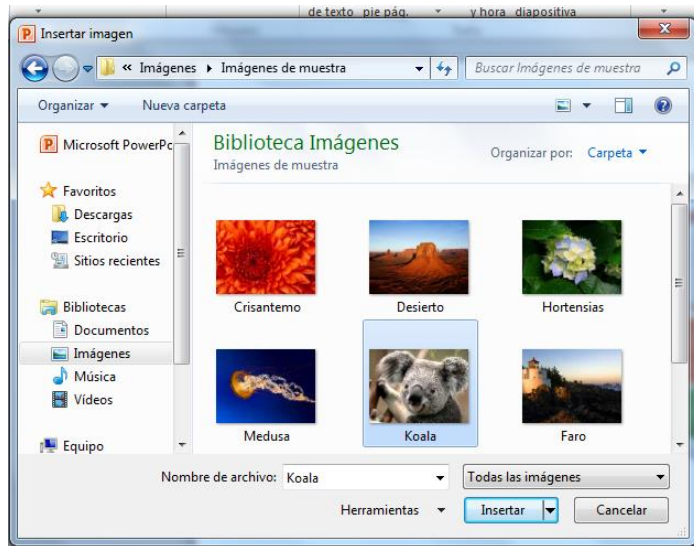 de texto pie pág. y hora diapositiva
Insertar imagen
« Imágenes Imágenes de muestra
Buscar Imágenes de muestra
Organizar Nueva carpeta
Microsoft PowerPo
Favoritos
Descargas
Escritorio
Sitios recientes
Bibliotecas
Documentos
Imágenes
Música
Vídeos
Equipo
Biblioteca Imágenes
Imágenes de muestra
Organizar por: Carpeta
Crisantemo Desierto Hortensias
Medusa Koala Faro
Nombre de archivo: Koala Todas las imágenes
Herramientas Insertar Cancelar